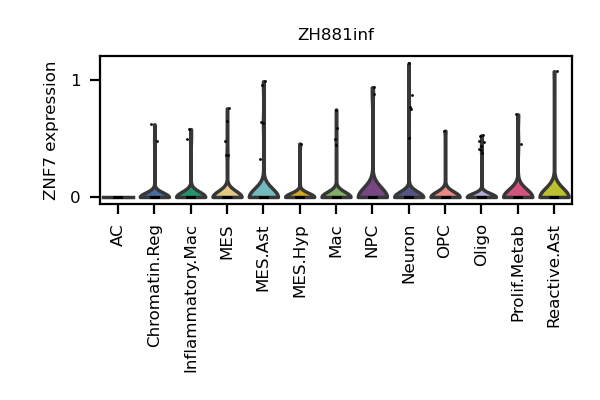 ZH881inf
ZNF7 expression
1
0
AC
Chromatin.Reg
Inflammatory.Mac
MES
MES.Ast
MES.Hyp
Mac
NPC
Neuron
OPC
Oligo
Prolif.Metab
Reactive.Ast